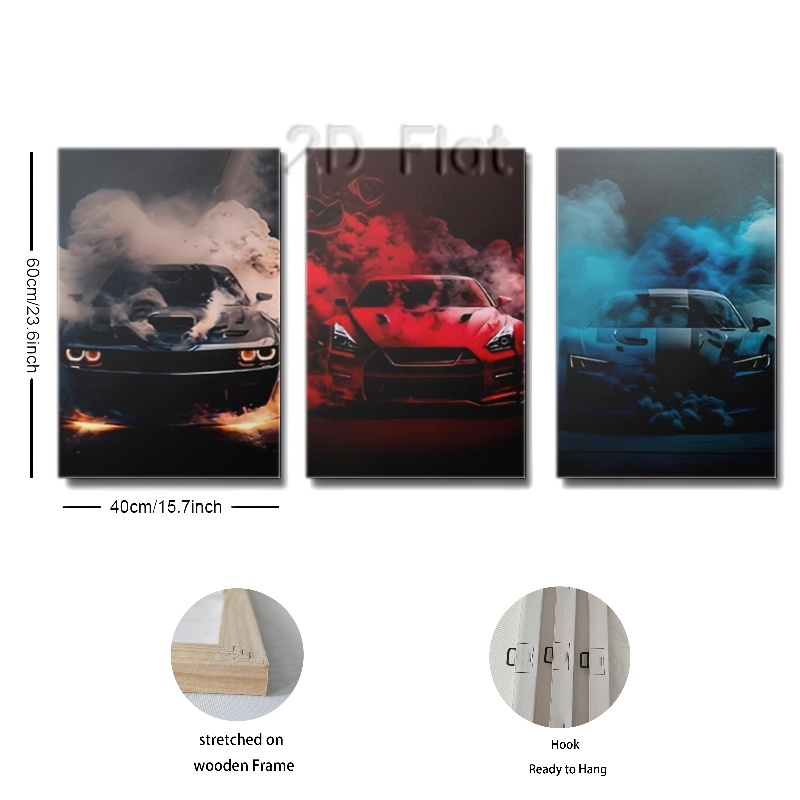 2D Flat
60cm/23.6inch
40cm/15.7inch
stretched on
wooden Frame
Hook
Ready to Hang